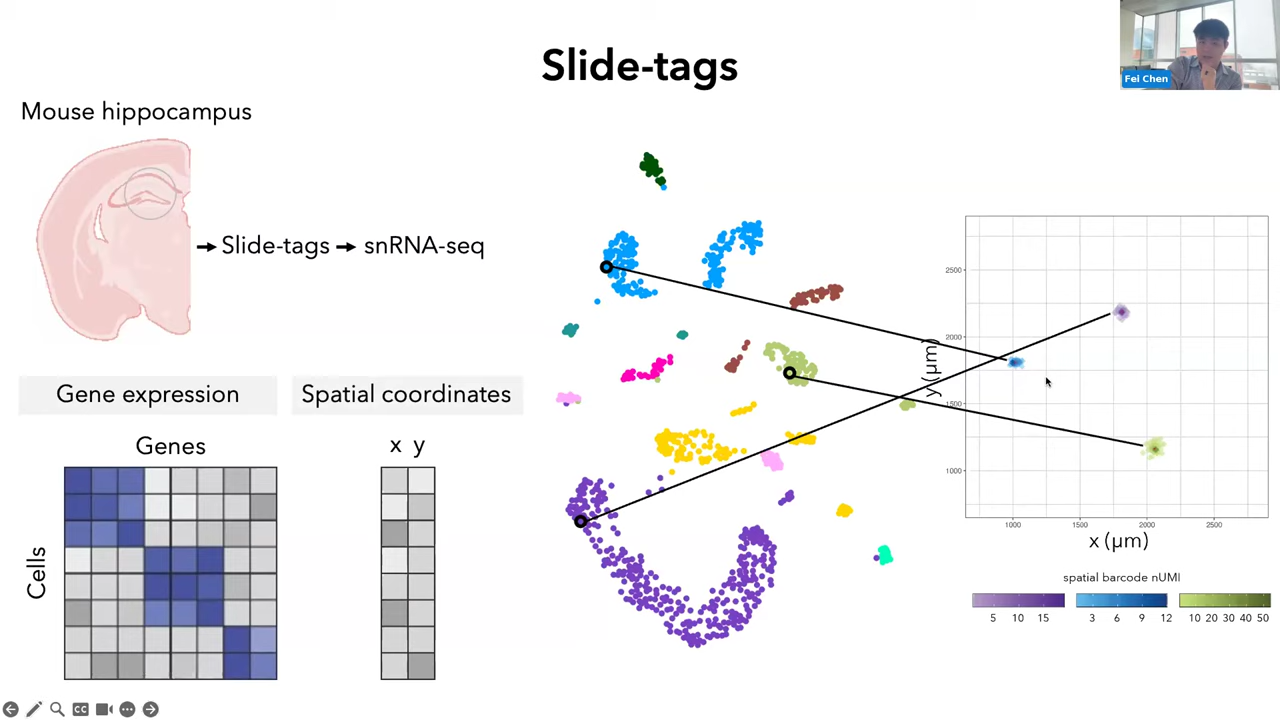 Slide-tags
Fei Chen
Mouse hippocampus
Slide-tags
snRNA-seq
Gene expression
Spatial coordinates
Genes
x y
Cells
y (µm)
2500
2000
1500
1000
1000 1500 2000 2500
x (µm)
spatial barcode nUMI
5 10 15
3 6 9 12
10 20 30 40 50
CC